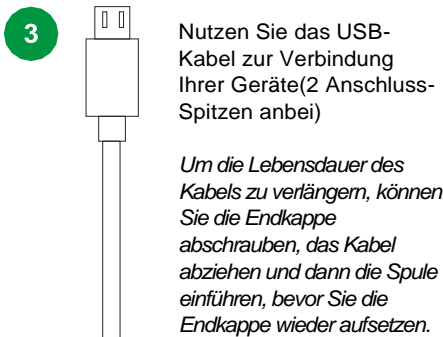 3
Nutzen Sie das USB-
Kabel zur Verbindung
Ihrer Geräte(2 Anschluss-
Spitzen anbei)
Um die Lebensdauer des
Kabels zu verlängern, können
Sie die Endkappe
abschrauben, das Kabel
abziehen und dann die Spule
einführen, bevor Sie die
Endkappe wieder aufsetzen.